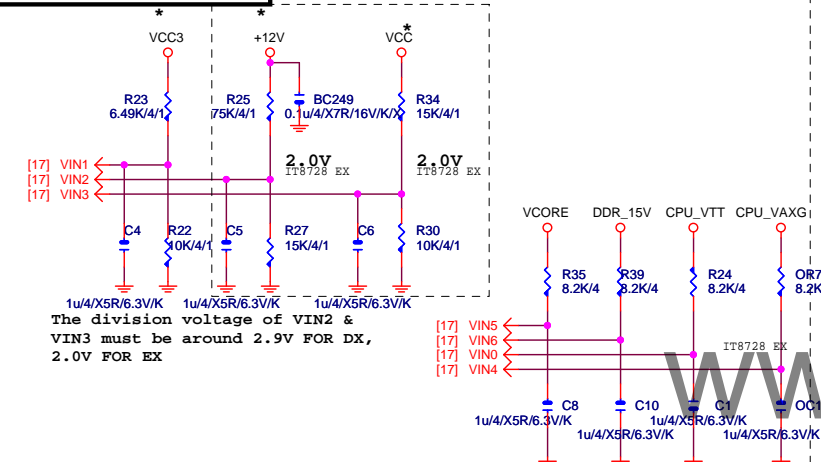 * * *
VCC3 +12V VCC
R23 R25 BC249 R34
6.49K/4/1 75K/4/1 0.1u/4/X7R/16V/K/X 15K/4/1
[17] VIN1
[17] VIN2
[17] VIN3
2.0V 2.0V
IT8728 EX IT8728 EX
C4 R22 C5 R27 C6 R30
10K/4/1 15K/4/1 10K/4/1
1u/4/X5R/6.3V/K 1u/4/X5R/6.3V/K 1u/4/X5R/6.3V/K
The division voltage of VIN2 &
VIN3 must be around 2.9V FOR DX,
2.0V FOR EX
VCORE DDR_15V CPU_VTT CPU_VAXG
R35 R39 R24 OR7
8.2K/4 8.2K/4 8.2K/4 8.2K
[17] VIN5
[17] VIN6
[17] VIN0
[17] VIN4
IT8728 EX
C8 C10 C1 OC1
1u/4/X5R/6.3V/K 1u/4/X5R/6.3V/K
1u/4/X5R/6.3V/K 1u/4/X5R/6.3V/K